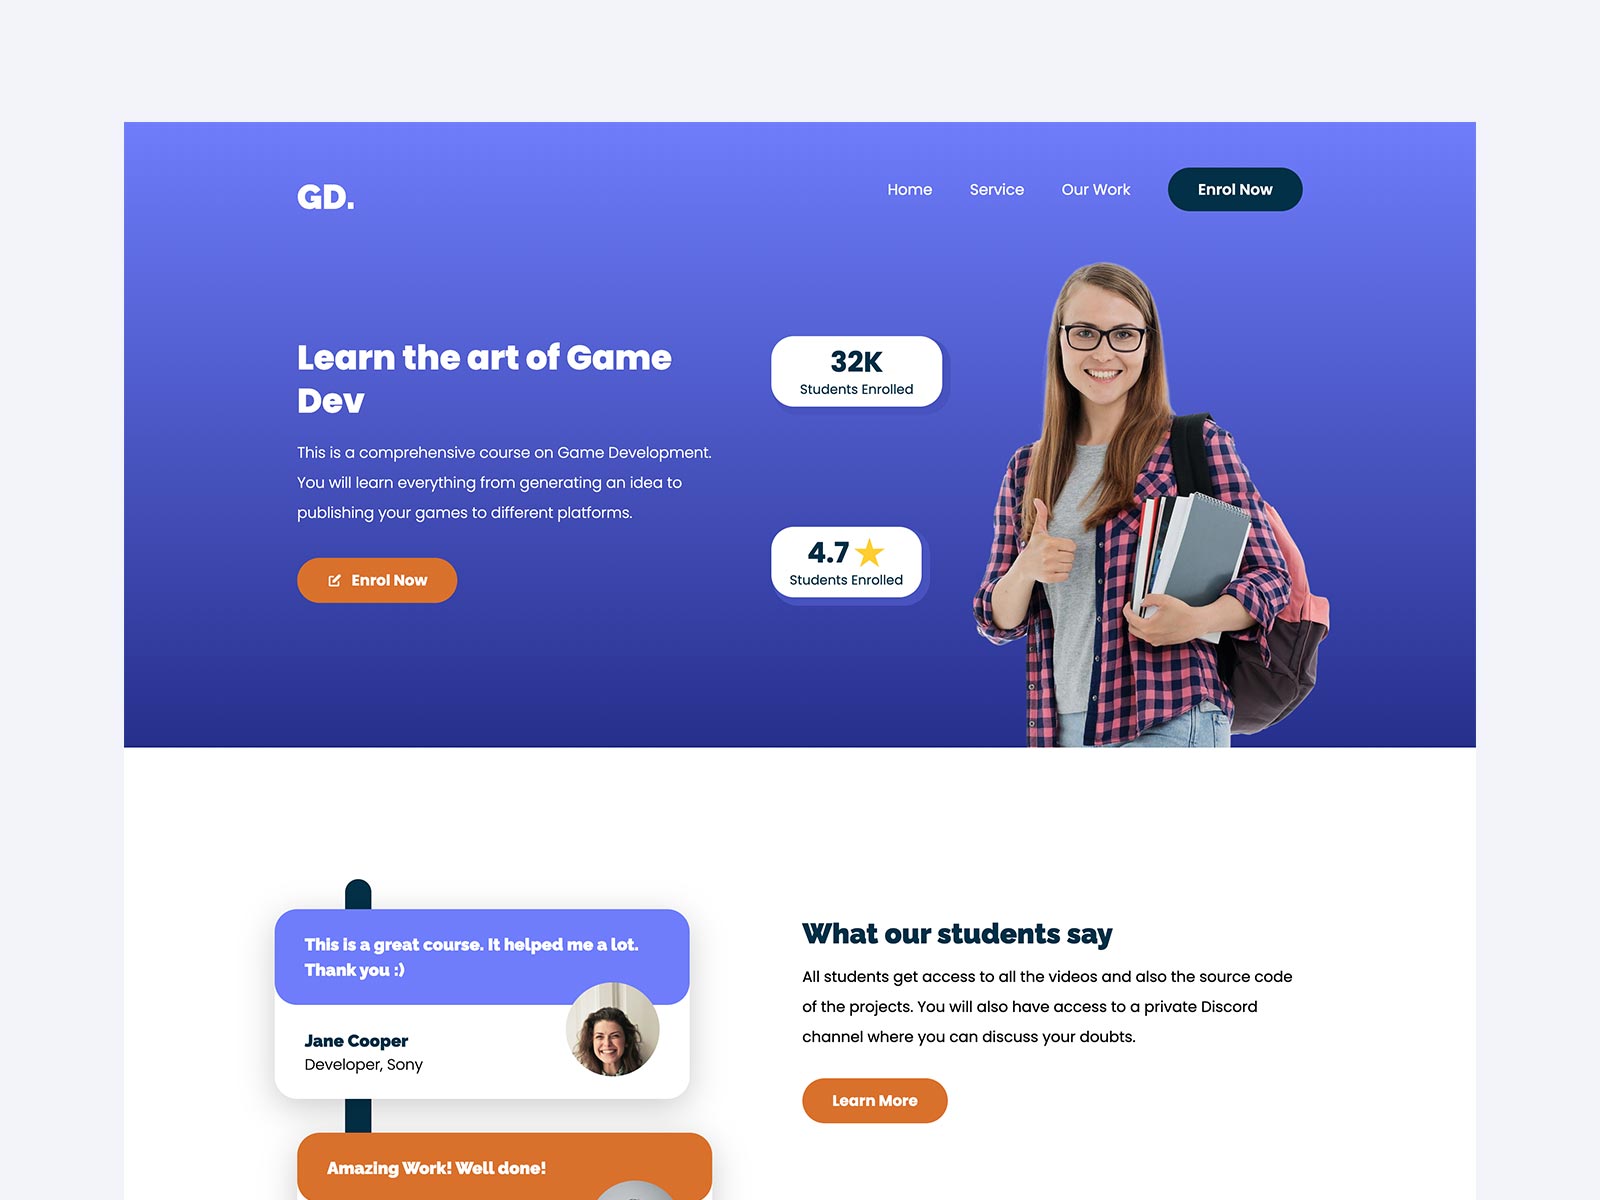 GD.
Home
Service
Our Work
Enrol Now
Learn the art of Game
Dev
This is a comprehensive course on Game Development.
You will learn everything from generating an idea to
publishing your games to different platforms.
Enrol Now
32K
Students Enrolled
4.7
Students Enrolled
This is a great course. It helped me a lot.
Thank you :)
Jane Cooper
Developer, Sony
Amazing Work! Well done!
What our students say
All students get access to all the videos and also the source code
of the projects. You will also have access to a private Discord
channel where you can discuss your doubts.
Learn More